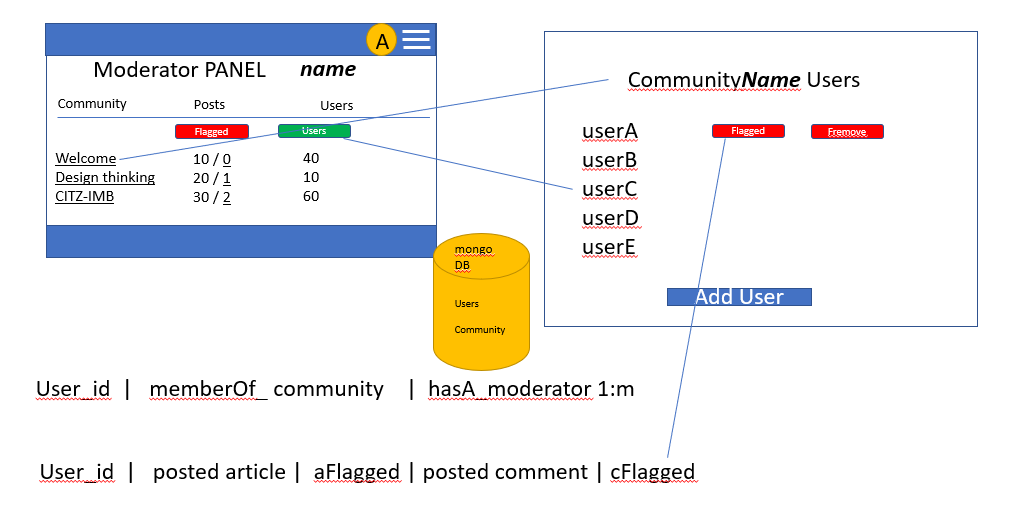 A
Moderator PANEL name
Community Posts Users
Flagged Users
Welcome 10 / 0 40
Design thinking 20 / 1 10
CITZ-IMB 30 / 2 60
CommunityName Users
userA Flagged Fremove
userB
userC
userD
userE
Add User
mongo
DB
Users
Community
User_id | memberOf_ community | hasA_moderator 1:m
User_id | posted article | aFlagged | posted comment | cFlagged